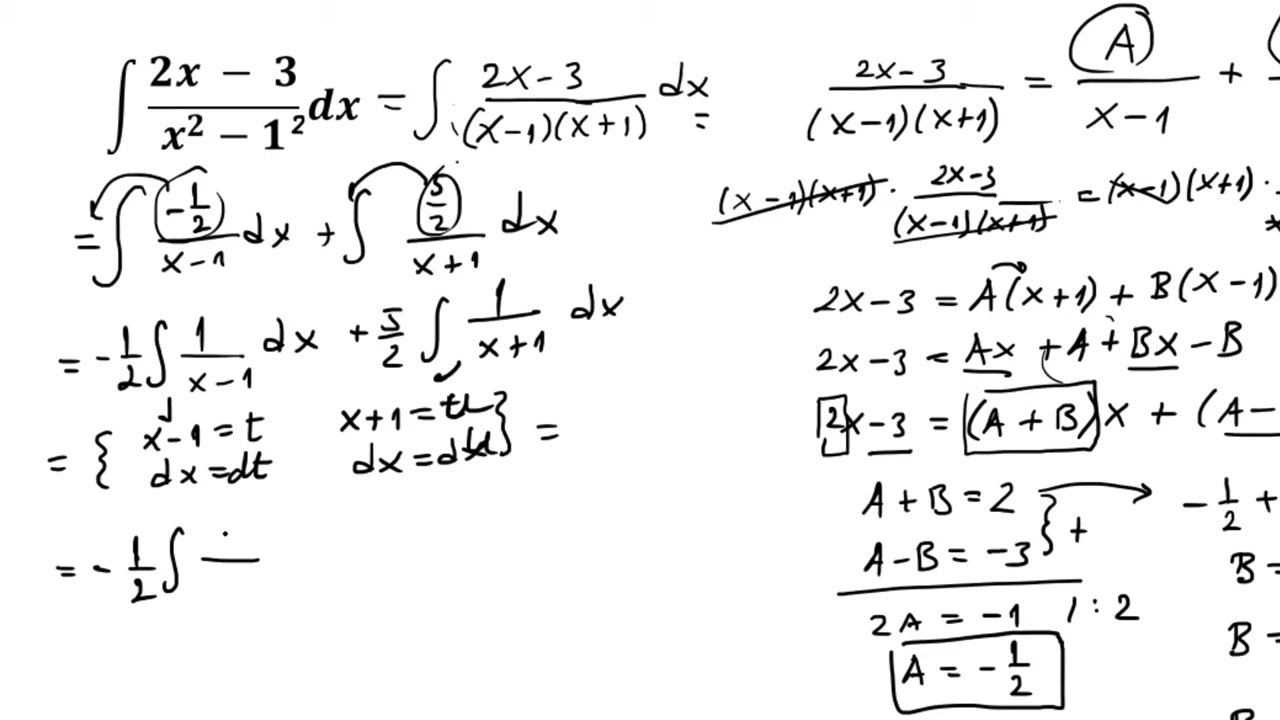 ∫ (2x − 3)/(x² − 1²) dx = ∫ (2x−3)/((x−1)(x+1)) dx =
= ∫ (−1/2)/(x−1) dx + ∫ (5/2)/(x+1) dx
= −1/2 ∫ 1/(x−1) dx + 5/2 ∫ 1/(x+1) dx
= { x−1 = t x+1 = u } =
dx = dt dx = du
= −1/2 ∫
(2x−3)/((x−1)(x+1)) = A/(x−1) +
(x−1)(x+1) · (2x−3)/((x−1)(x+1)) = (x−1)(x+1) ·
2x−3 = A(x+1) + B(x−1)
2x−3 = Ax + A + Bx − B
2x−3 = (A+B)x + (A−
A+B = 2
A−B = −3 } +
2A = −1 / : 2
A = −1/2
−1/2 +
B =
B =